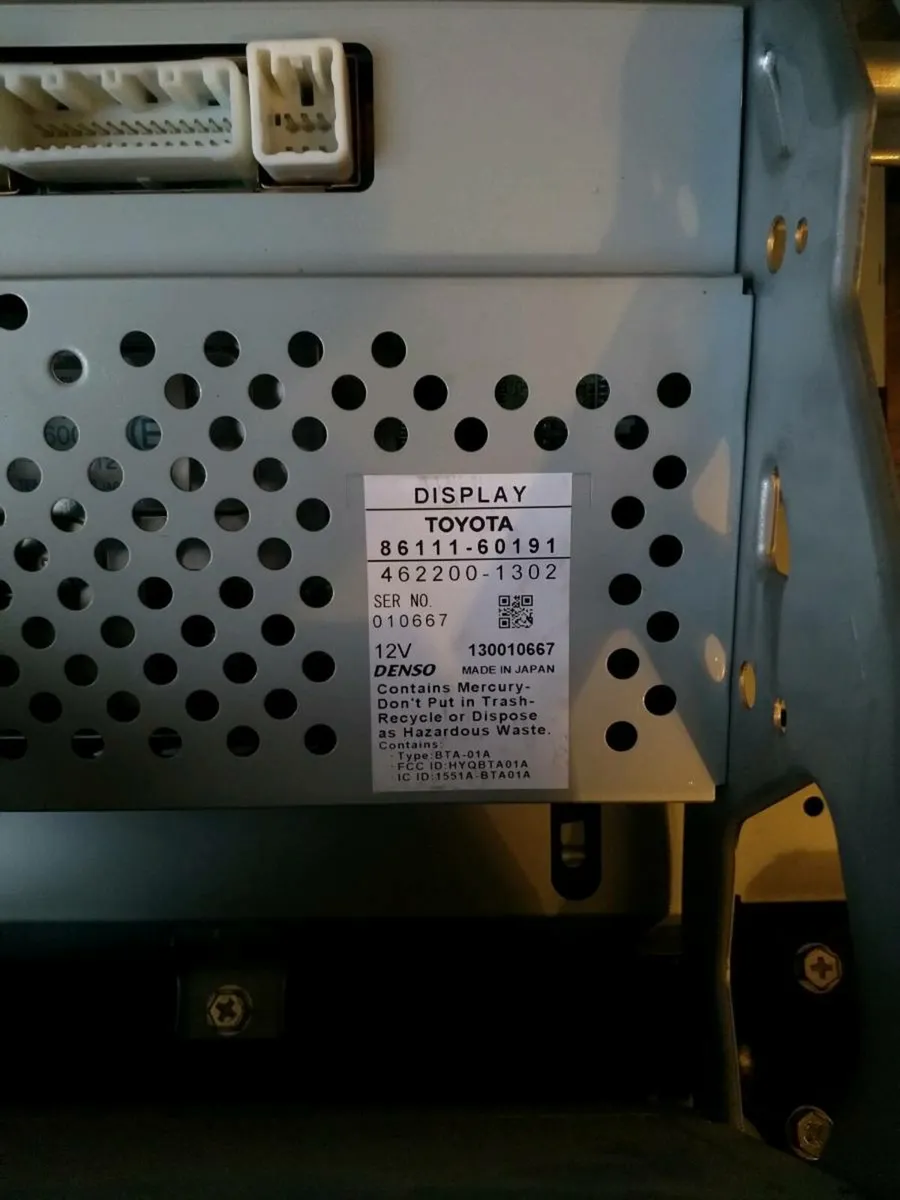 DISPLAY
TOYOTA
86111-60191
462200-1302
SER NO.
010667
12V 130010667
DENSO MADE IN JAPAN
Contains Mercury-
Don't Put in Trash-
Recycle or Dispose
as Hazardous Waste.
Contains:
· Type:BTA-01A
· FCC ID:HYQBTA01A
IC ID:1551A-BTA01A